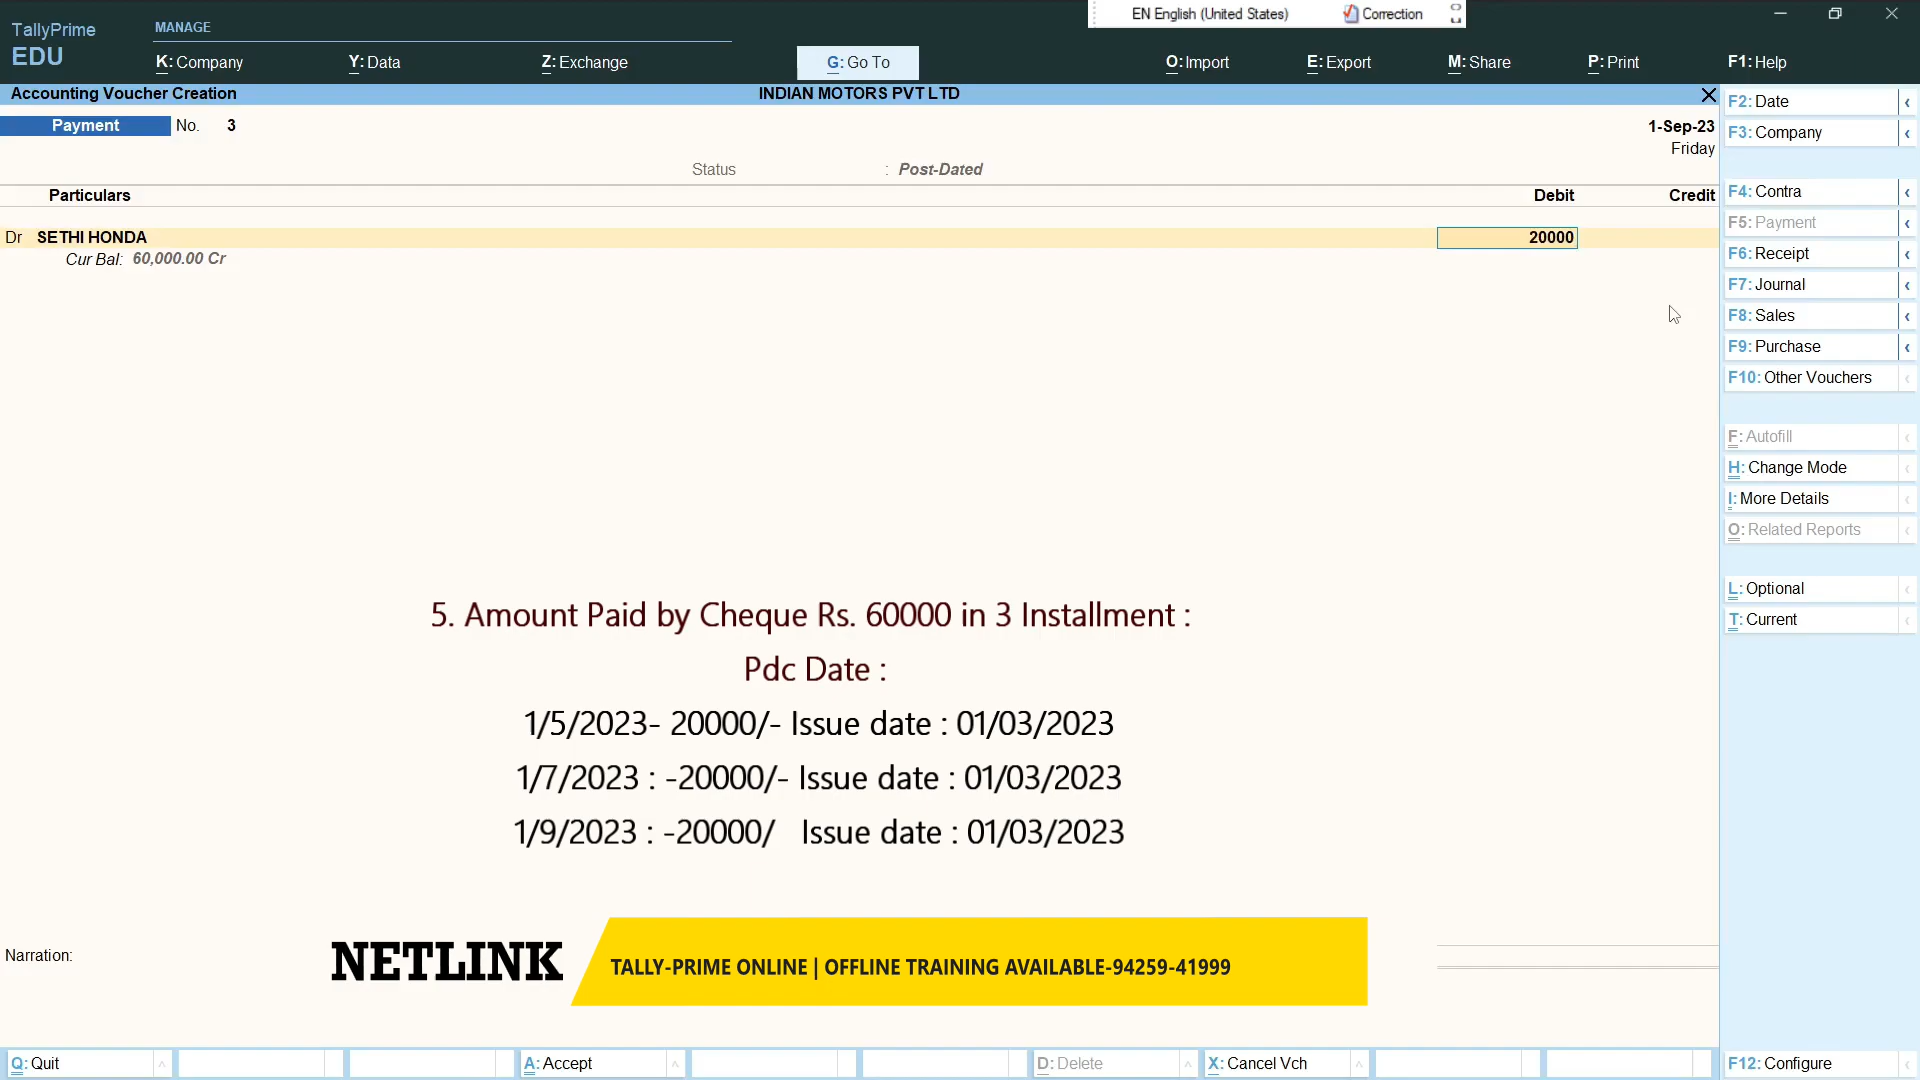 EN English (United States) Correction
TallyPrime
EDU
MANAGE
K: Company Y: Data Z: Exchange G: Go To O: Import E: Export M: Share P: Print F1: Help
Accounting Voucher Creation INDIAN MOTORS PVT LTD
Payment No. 3 1-Sep-23
Friday
Status : Post-Dated
Particulars Debit Credit
Dr SETHI HONDA 20000
Cur Bal: 60,000.00 Cr
F2: Date
F3: Company
F4: Contra
F5: Payment
F6: Receipt
F7: Journal
F8: Sales
F9: Purchase
F10: Other Vouchers
F: Autofill
H: Change Mode
I: More Details
O: Related Reports
L: Optional
T: Current
5. Amount Paid by Cheque Rs. 60000 in 3 Installment :
Pdc Date :
1/5/2023- 20000/- Issue date : 01/03/2023
1/7/2023 : -20000/- Issue date : 01/03/2023
1/9/2023 : -20000/ Issue date : 01/03/2023
Narration:
NETLINK TALLY-PRIME ONLINE | OFFLINE TRAINING AVAILABLE-94259-41999
Q: Quit A: Accept D: Delete X: Cancel Vch F12: Configure